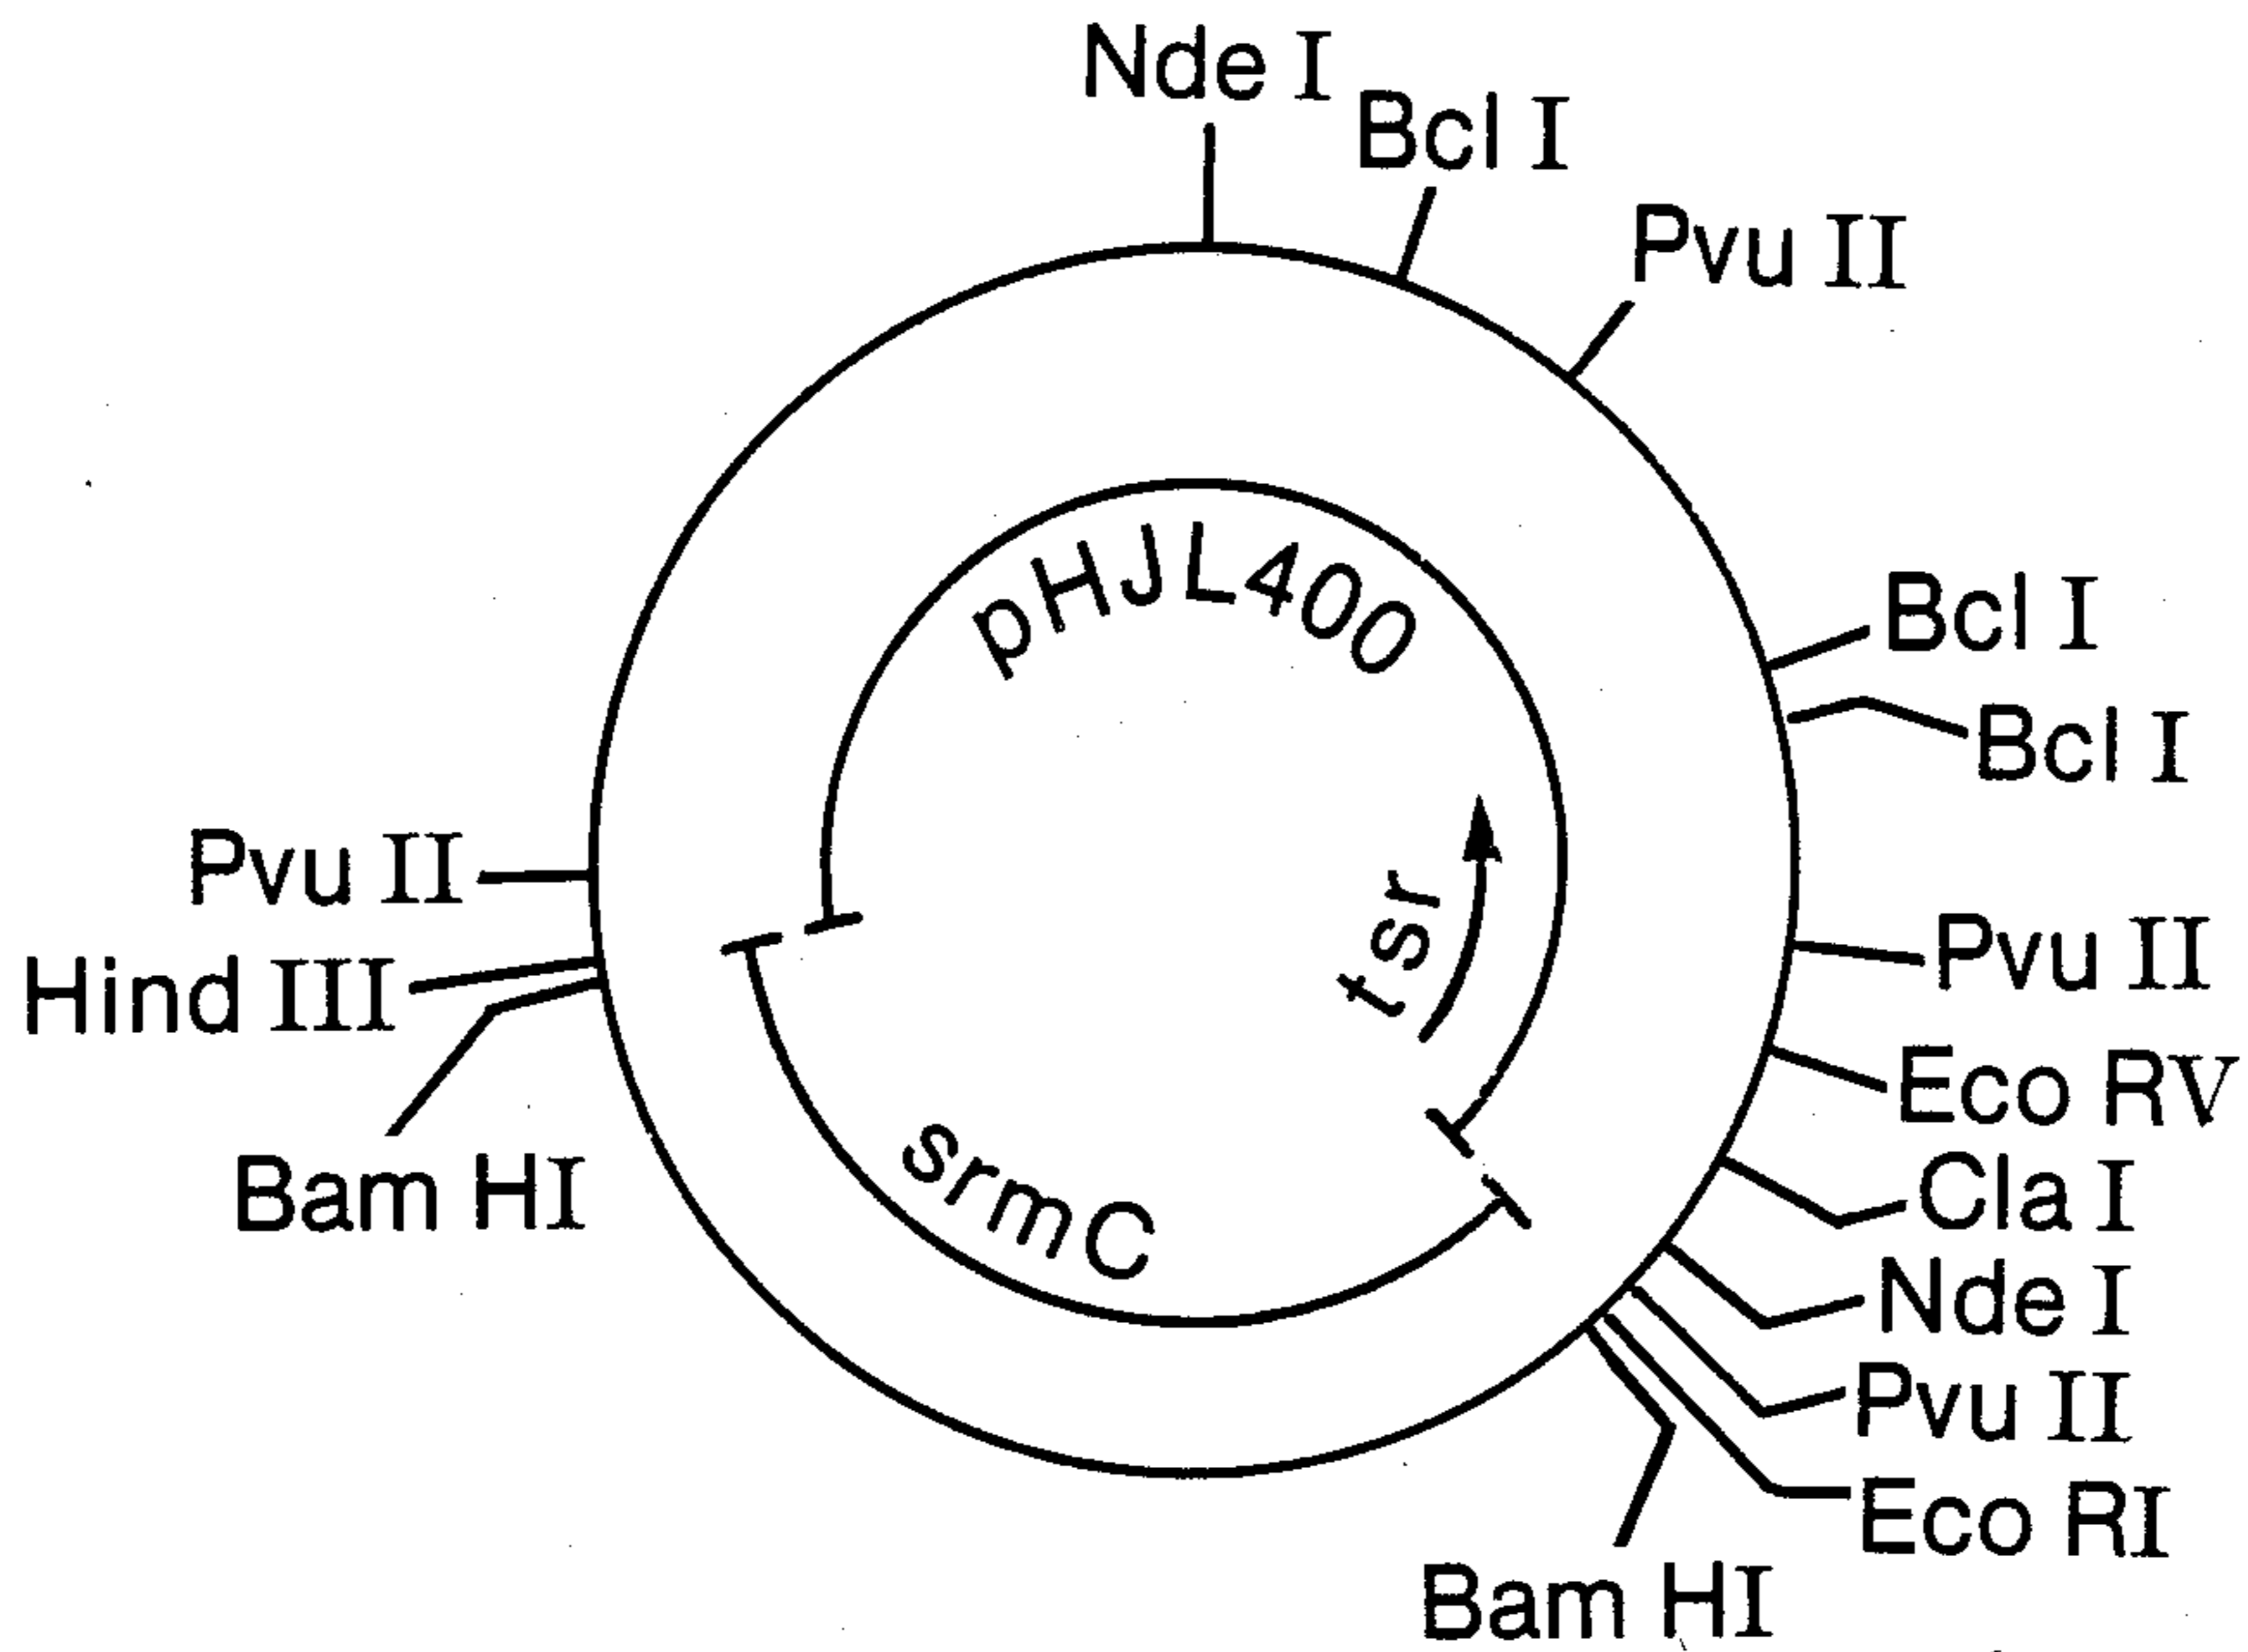 Nde I
Bcl I
Pvu II
Bcl I
Bcl I
Pvu II
Eco RV
Cla I
Nde I
Pvu II
Eco RI
Bam HI
Bam HI
Hind III
Pvu II
pHJL400
tsr
srmC